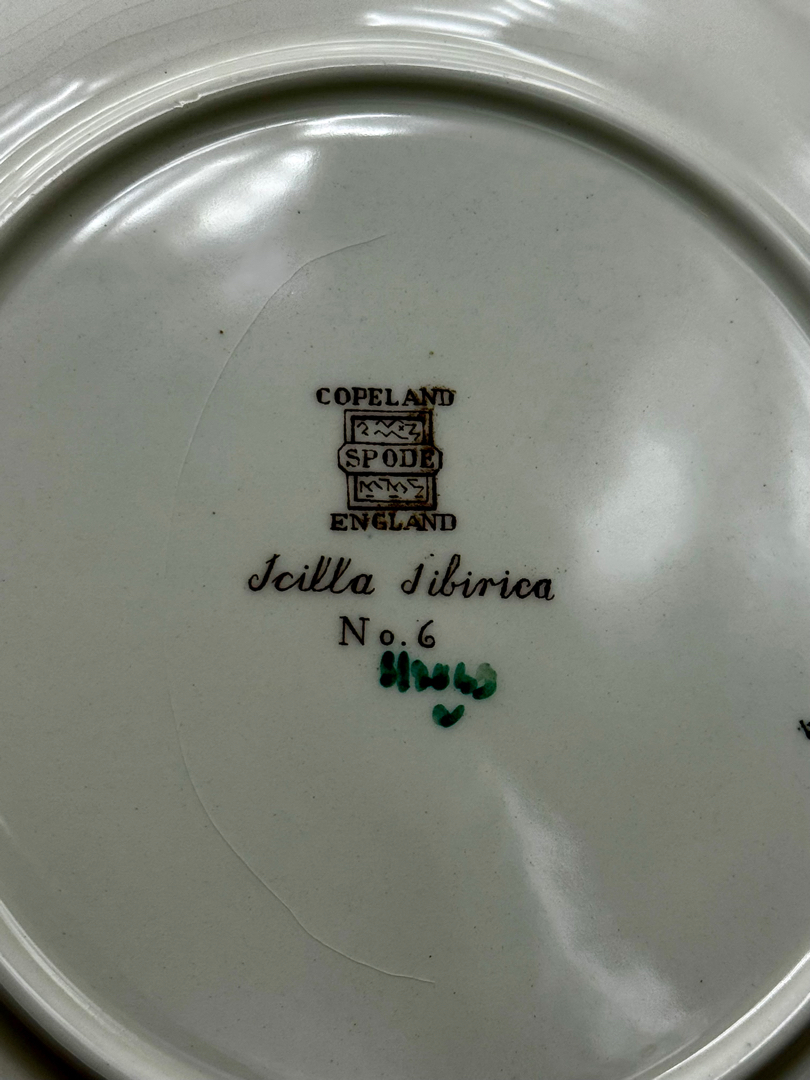 COPELAND
SPODE
ENGLAND
Scilla Sibirica
No. 6